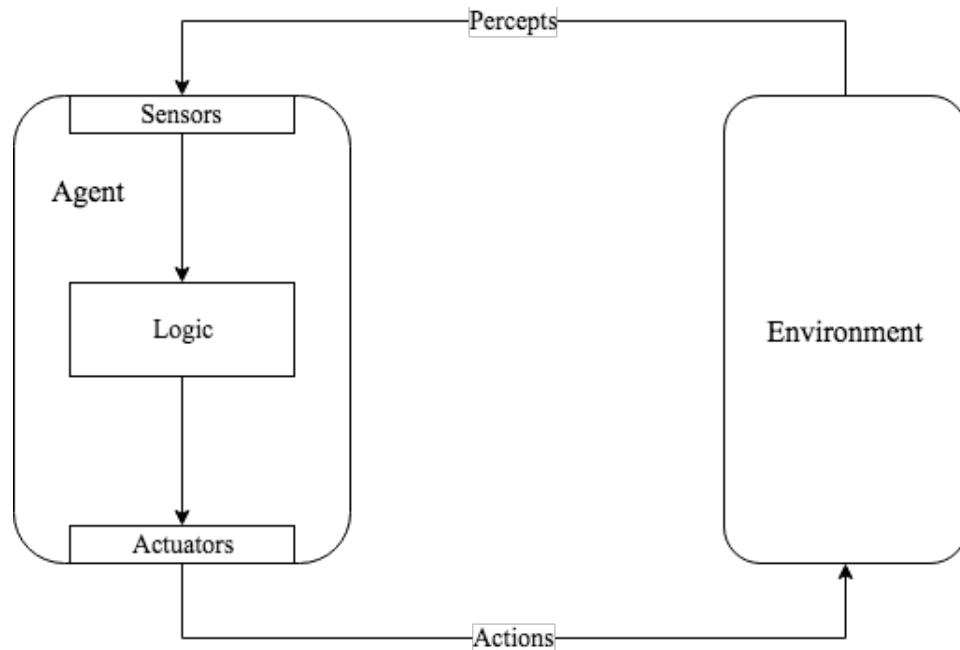 Percepts
Sensors
Agent
Logic
Environment
Actuators
Actions